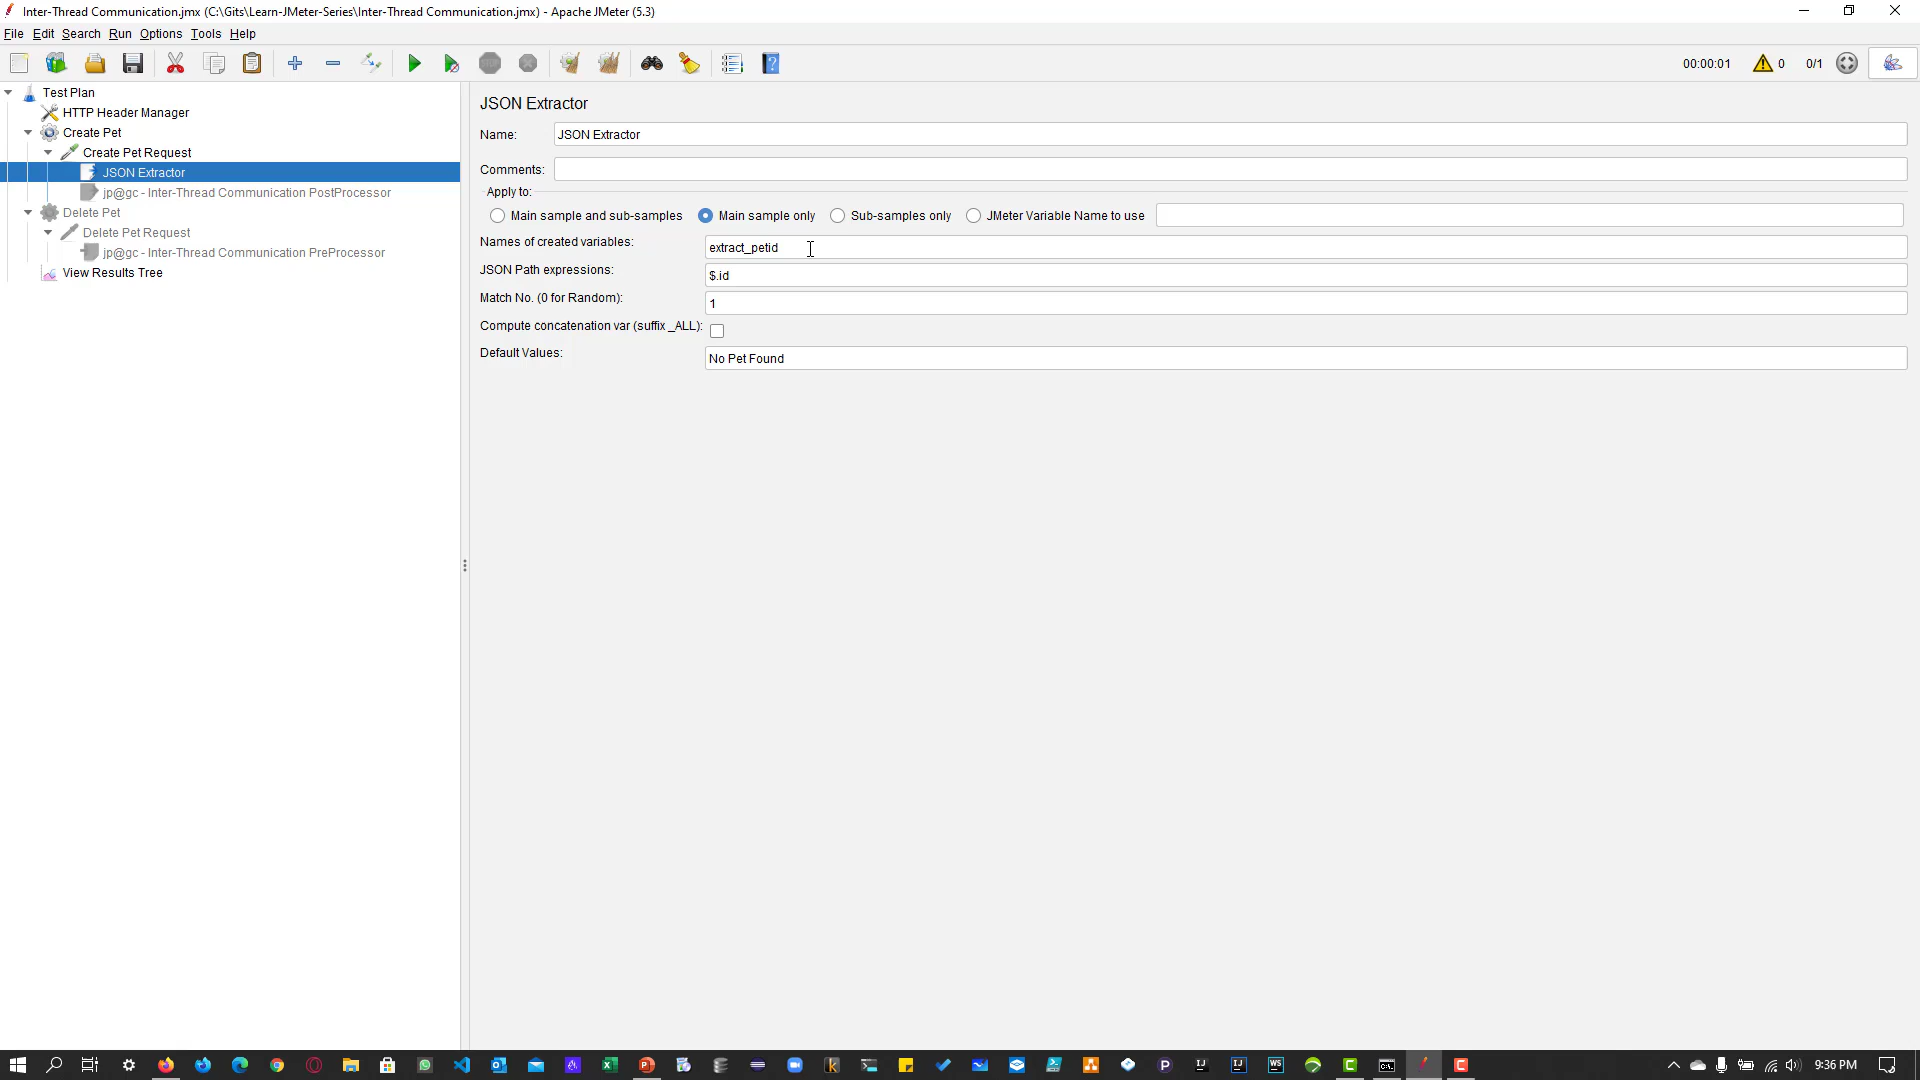 Inter-Thread Communication.jmx (C:\Gits\Learn-JMeter-Series\Inter-Thread Communication.jmx) - Apache JMeter (5.3)
File Edit Search Run Options Tools Help
00:00:01 0 0/1
Test Plan
HTTP Header Manager
Create Pet
Create Pet Request
JSON Extractor
jp@gc - Inter-Thread Communication PostProcessor
Delete Pet
Delete Pet Request
jp@gc - Inter-Thread Communication PreProcessor
View Results Tree
JSON Extractor
Name: JSON Extractor
Comments:
Apply to:
Main sample and sub-samples Main sample only Sub-samples only JMeter Variable Name to use
Names of created variables: extract_petid
JSON Path expressions: $.id
Match No. (0 for Random): 1
Compute concatenation var (suffix _ALL):
Default Values: No Pet Found
9:36 PM